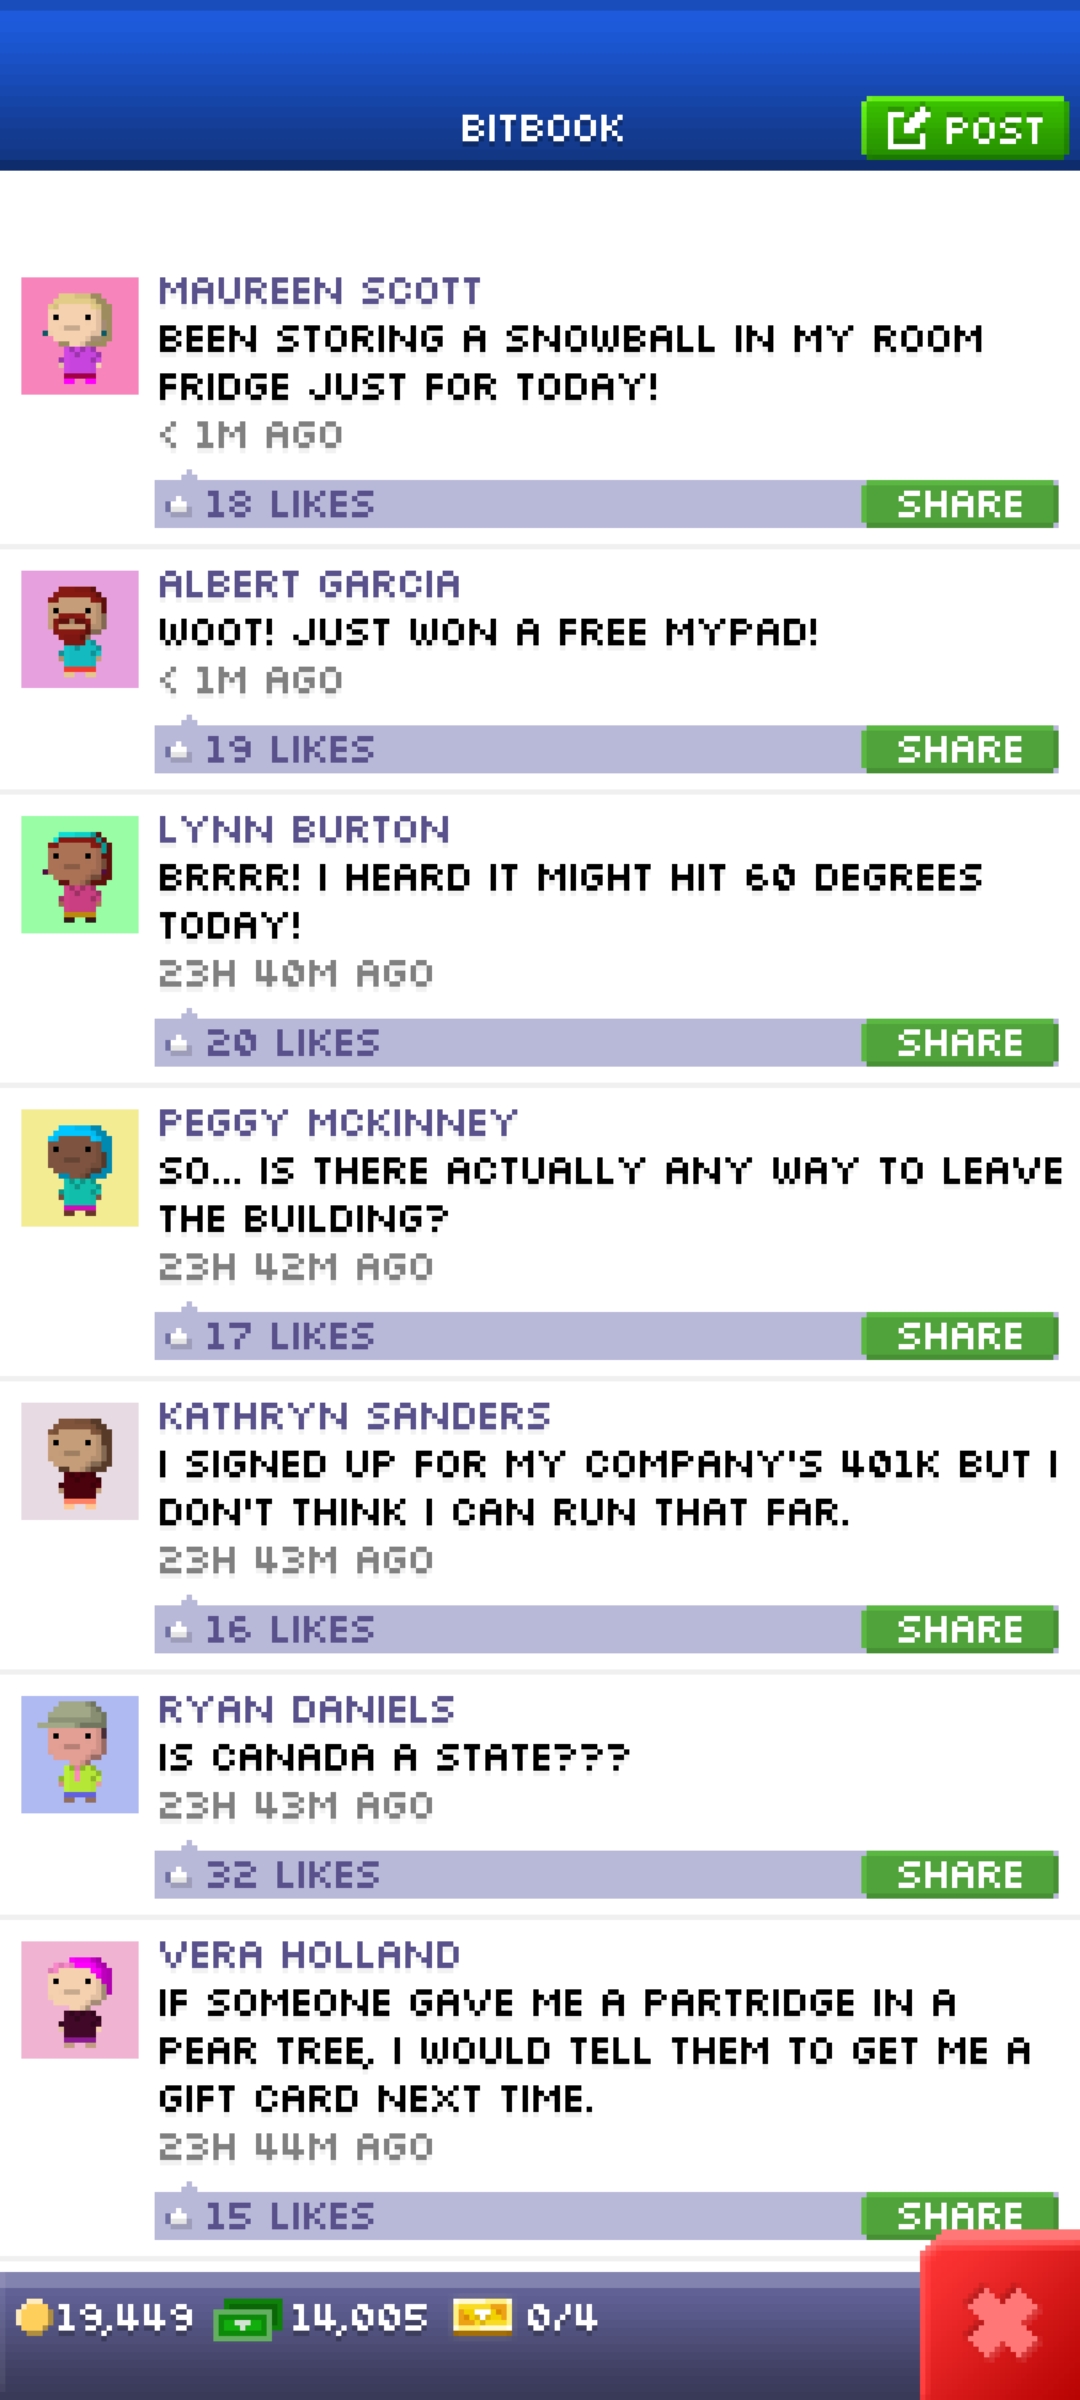 BITBOOK
POST
MAUREEN SCOTT
BEEN STORING A SNOWBALL IN MY ROOM
FRIDGE JUST FOR TODAY!
< 1M AGO
18 LIKES
SHARE
ALBERT GARCIA
WOOT! JUST WON A FREE MYPAD!
< 1M AGO
19 LIKES
SHARE
LYNN BURTON
BRRRR! I HEARD IT MIGHT HIT 60 DEGREES
TODAY!
23H 40M AGO
20 LIKES
SHARE
PEGGY MCKINNEY
SO... IS THERE ACTUALLY ANY WAY TO LEAVE
THE BUILDING?
23H 42M AGO
17 LIKES
SHARE
KATHRYN SANDERS
I SIGNED UP FOR MY COMPANY'S 401K BUT I
DON'T THINK I CAN RUN THAT FAR.
23H 43M AGO
16 LIKES
SHARE
RYAN DANIELS
IS CANADA A STATE???
23H 43M AGO
32 LIKES
SHARE
VERA HOLLAND
IF SOMEONE GAVE ME A PARTRIDGE IN A
PEAR TREE, I WOULD TELL THEM TO GET ME A
GIFT CARD NEXT TIME.
23H 44M AGO
15 LIKES
SHARE
19,449 14,005 0/4